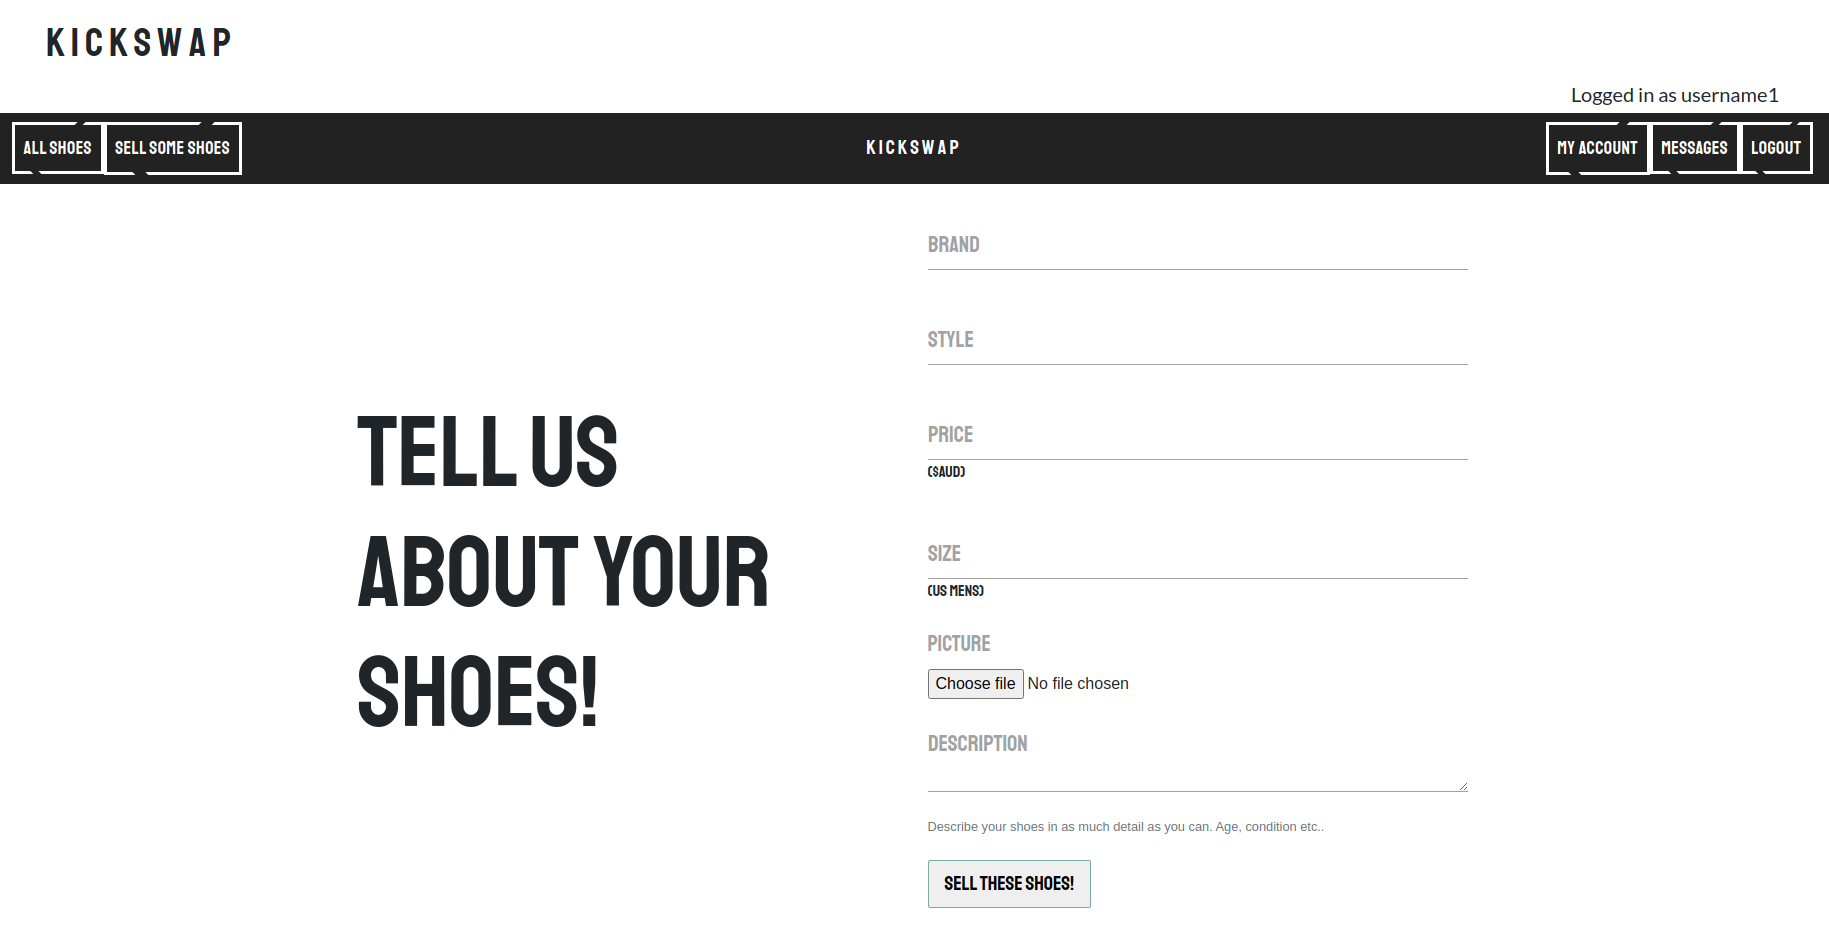 KICKSWAP
Logged in as username1
ALL SHOES SELL SOME SHOES KICKSWAP MY ACCOUNT MESSAGES LOGOUT
TELL US
ABOUT YOUR
SHOES!
BRAND
STYLE
PRICE
($AUD)
SIZE
(US MENS)
PICTURE
Choose file No file chosen
DESCRIPTION
Describe your shoes in as much detail as you can. Age, condition etc..
SELL THESE SHOES!